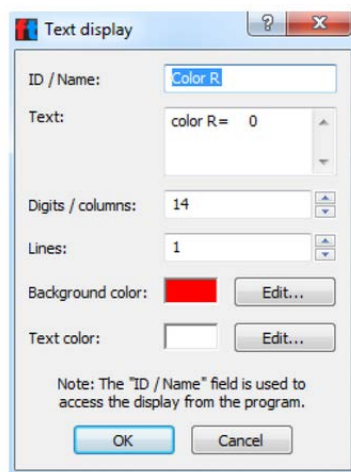 Text display
ID / Name: Color R
Text: color R=    0
Digits / columns: 14
Lines: 1
Background color: Edit...
Text color: Edit...
Note: The "ID / Name" field is used to
access the display from the program.
OK Cancel